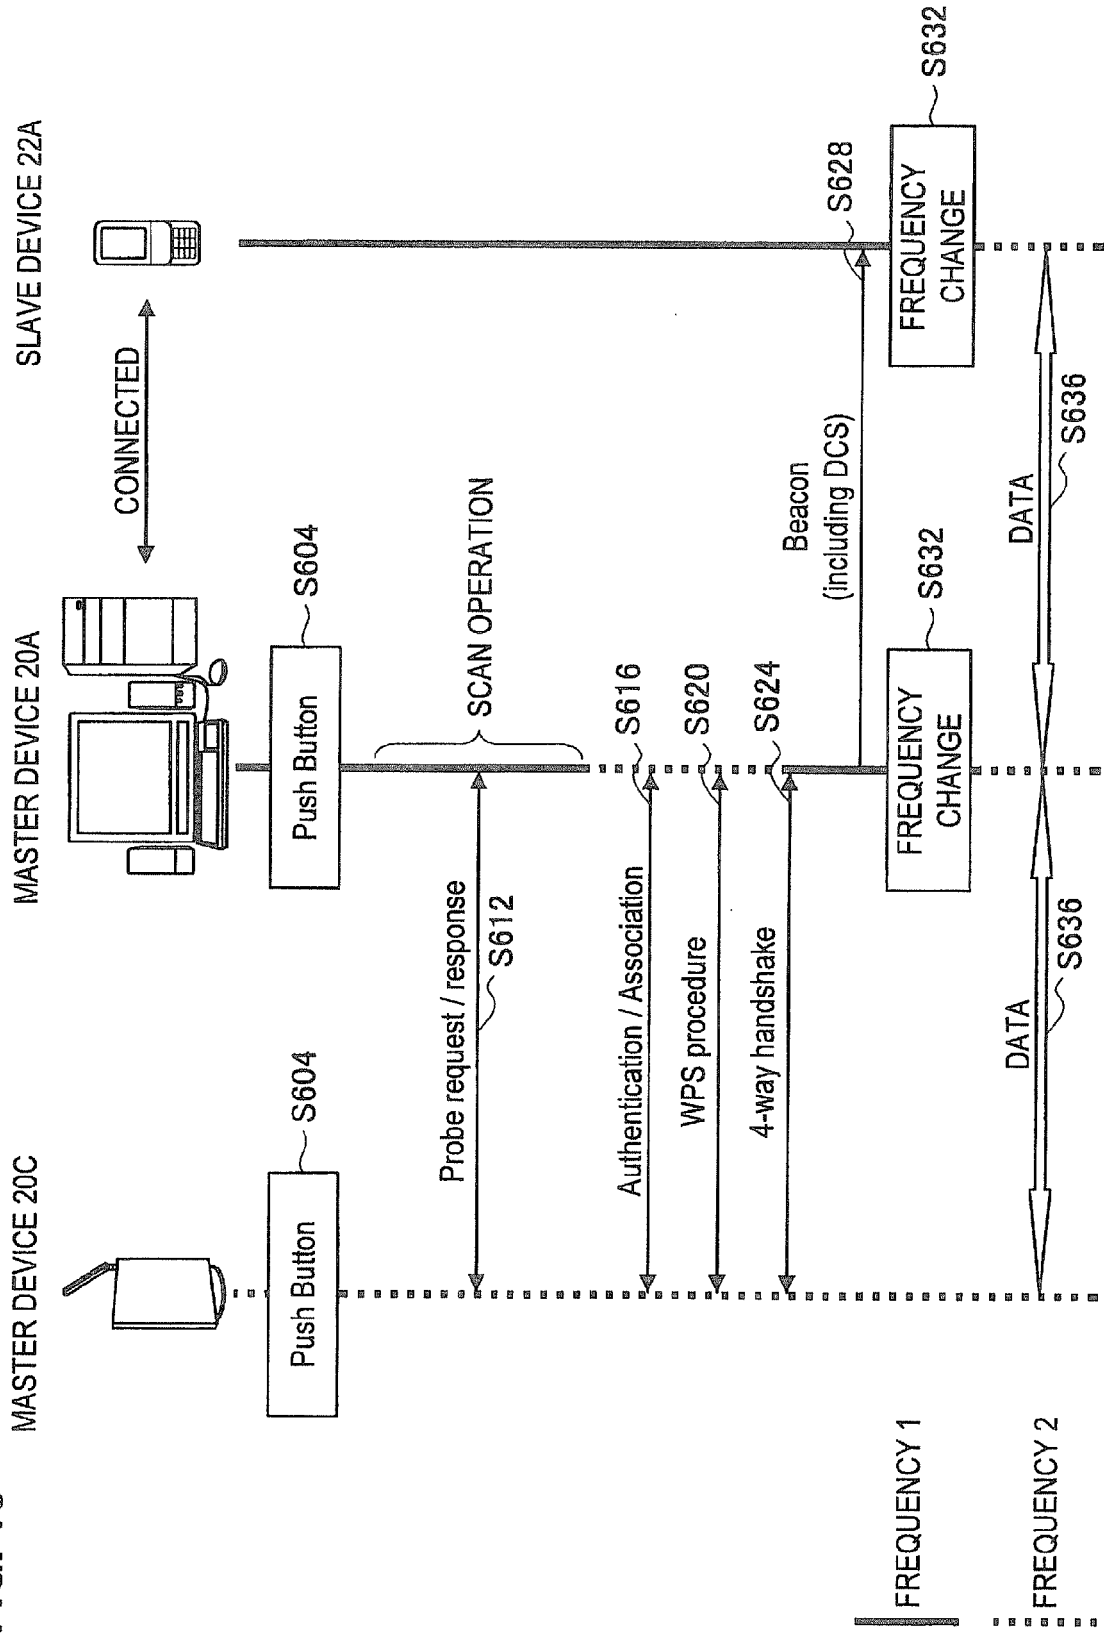 MASTER DEVICE 20C
MASTER DEVICE 20A
SLAVE DEVICE 22A
CONNECTED
Push Button
S604
Push Button
S604
SCAN OPERATION
Probe request / response
S612
Authentication / Association
S616
WPS procedure
S620
4-way handshake
S624
Beacon
(including DCS)
S628
FREQUENCY
CHANGE
S632
FREQUENCY
CHANGE
S632
DATA
S636
DATA
S636
FREQUENCY 1
FREQUENCY 2